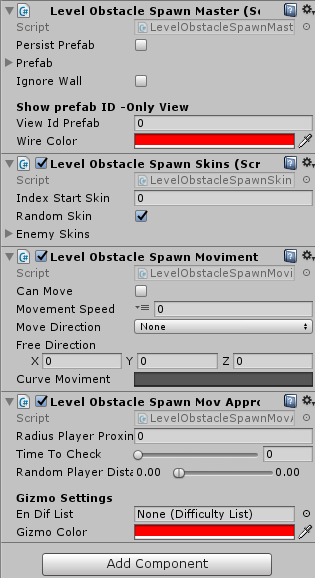 Level Obstacle Spawn Master (Sc
Script LevelObstacleSpawnMast
Persist Prefab
Prefab
Ignore Wall
Show prefab ID -Only View
View Id Prefab 0
Wire Color
Level Obstacle Spawn Skins (Scr
Script LevelObstacleSpawnSkin
Index Start Skin 0
Random Skin
Enemy Skins
Level Obstacle Spawn Moviment
Script LevelObstacleSpawnMovi
Can Move
Movement Speed 0
Move Direction None
Free Direction
X 0 Y 0 Z 0
Curve Moviment
Level Obstacle Spawn Mov Appro
Script LevelObstacleSpawnMov
Radius Player Proxin 0
Time To Check 0
Random Player Dista 0.00 0.00
Gizmo Settings
En Dif List None (Difficulty List)
Gizmo Color
Add Component